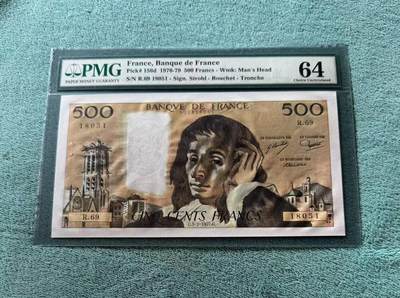 PMG
PAPER MONEY GUARANTY
France, Banque de France
Pick# 156d 1970-79 500 Francs - Wmk: Man's Head
S/N R.69 18051 - Sign. Strohl - Bouchet - Tronche
64
Choice Uncirculated
500
BANQUE DE FRANCE
500
18051
R.69
R.69
CINQ CENTS FRANCS
18051